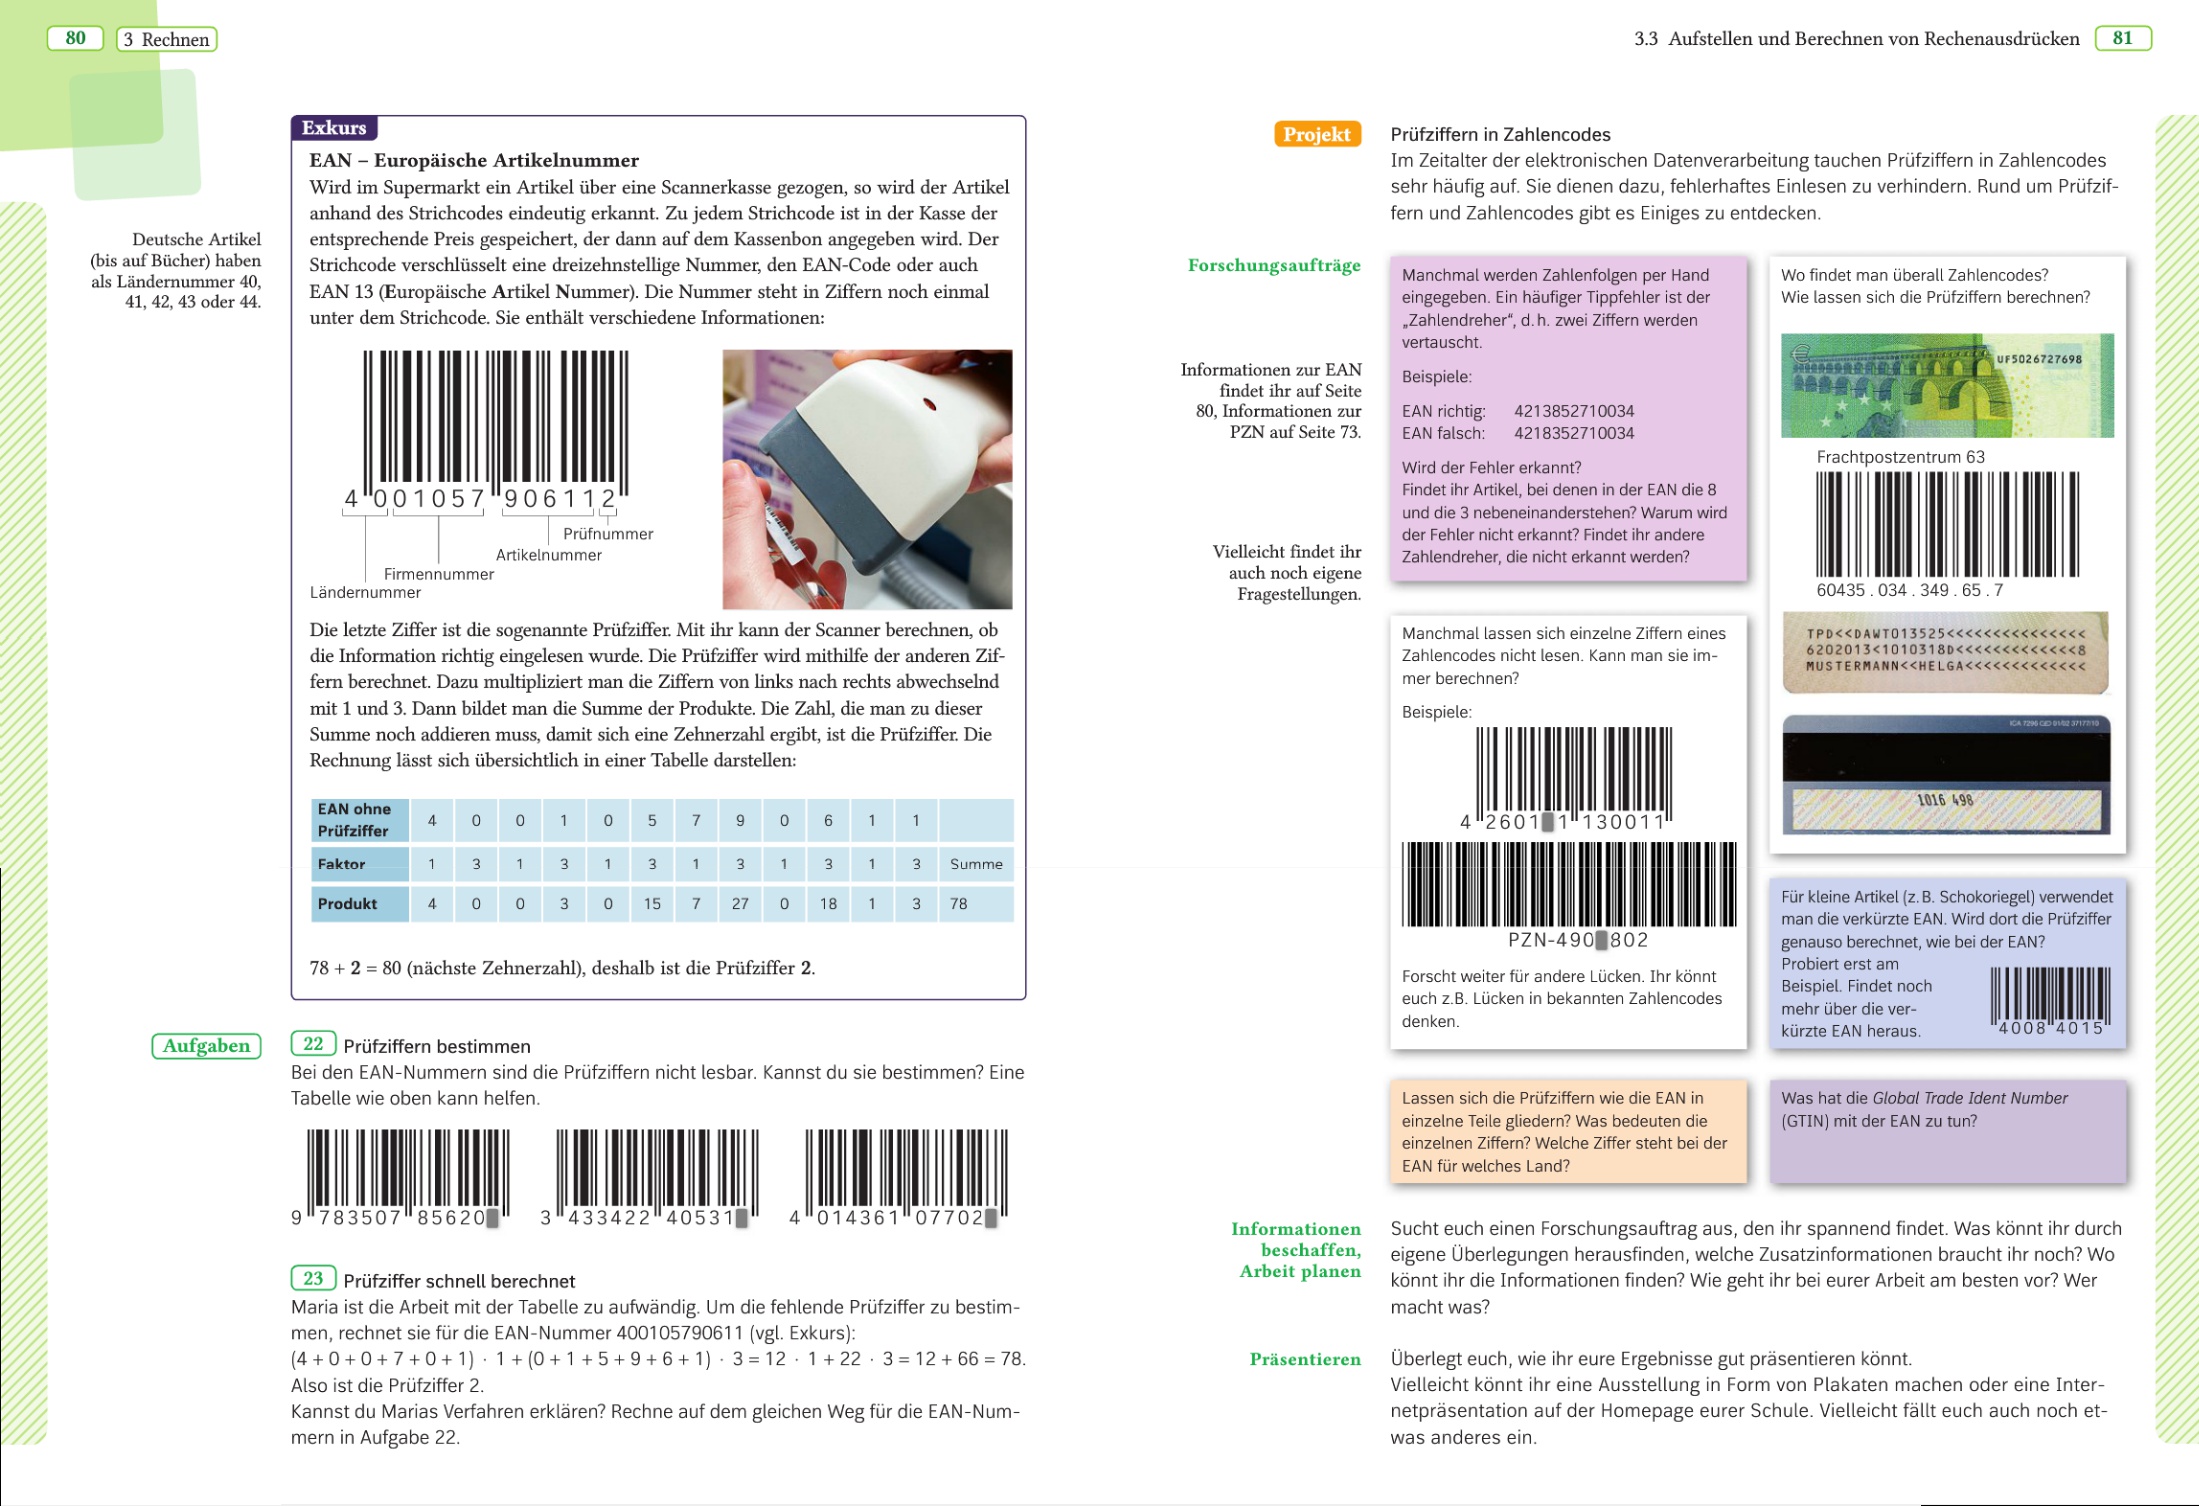 80
3 Rechnen
Deutsche Artikel
(bis auf Bücher) haben
als Ländernummer 40,
41, 42, 43 oder 44.
Exkurs
EAN – Europäische Artikelnummer
Wird im Supermarkt ein Artikel über eine Scannerkasse gezogen, so wird der Artikel
anhand des Strichcodes eindeutig erkannt. Zu jedem Strichcode ist in der Kasse der
entsprechende Preis gespeichert, der dann auf dem Kassenbon angegeben wird. Der
Strichcode verschlüsselt eine dreizehnstellige Nummer, den EAN-Code oder auch
EAN 13 (Europäische Artikel Nummer). Die Nummer steht in Ziffern noch einmal
unter dem Strichcode. Sie enthält verschiedene Informationen:
4 001057 906112
Prüfnummer
Artikelnummer
Firmennummer
Ländernummer
Die letzte Ziffer ist die sogenannte Prüfziffer. Mit ihr kann der Scanner berechnen, ob
die Information richtig eingelesen wurde. Die Prüfziffer wird mithilfe der anderen Zif-
fern berechnet. Dazu multipliziert man die Ziffern von links nach rechts abwechselnd
mit 1 und 3. Dann bildet man die Summe der Produkte. Die Zahl, die man zu dieser
Summe noch addieren muss, damit sich eine Zehnerzahl ergibt, ist die Prüfziffer. Die
Rechnung lässt sich übersichtlich in einer Tabelle darstellen:
EAN ohne
Prüfziffer 4 0 0 1 0 5 7 9 0 6 1 1
Faktor 1 3 1 3 1 3 1 3 1 3 1 3 Summe
Produkt 4 0 0 3 0 15 7 27 0 18 1 3 78
78 + 2 = 80 (nächste Zehnerzahl), deshalb ist die Prüfziffer 2.
Aufgaben
22 Prüfziffern bestimmen
Bei den EAN-Nummern sind die Prüfziffern nicht lesbar. Kannst du sie bestimmen? Eine
Tabelle wie oben kann helfen.
9 783507 85620
3 433422 40531
4 014361 07702
23 Prüfziffer schnell berechnet
Maria ist die Arbeit mit der Tabelle zu aufwändig. Um die fehlende Prüfziffer zu bestim-
men, rechnet sie für die EAN-Nummer 400105790611 (vgl. Exkurs):
(4 + 0 + 0 + 7 + 0 + 1) · 1 + (0 + 1 + 5 + 9 + 6 + 1) · 3 = 12 · 1 + 22 · 3 = 12 + 66 = 78.
Also ist die Prüfziffer 2.
Kannst du Marias Verfahren erklären? Rechne auf dem gleichen Weg für die EAN-Num-
mern in Aufgabe 22.
3.3 Aufstellen und Berechnen von Rechenausdrücken
81
Projekt
Prüfziffern in Zahlencodes
Im Zeitalter der elektronischen Datenverarbeitung tauchen Prüfziffern in Zahlencodes
sehr häufig auf. Sie dienen dazu, fehlerhaftes Einlesen zu verhindern. Rund um Prüfzif-
fern und Zahlencodes gibt es Einiges zu entdecken.
Forschungsaufträge
Informationen zur EAN
findet ihr auf Seite
80, Informationen zur
PZN auf Seite 73.
Vielleicht findet ihr
auch noch eigene
Fragestellungen.
Manchmal werden Zahlenfolgen per Hand
eingegeben. Ein häufiger Tippfehler ist der
„Zahlendreher“, d. h. zwei Ziffern werden
vertauscht.
Beispiele:
EAN richtig: 4213852710034
EAN falsch: 4218352710034
Wird der Fehler erkannt?
Findet ihr Artikel, bei denen in der EAN die 8
und die 3 nebeneinanderstehen? Warum wird
der Fehler nicht erkannt? Findet ihr andere
Zahlendreher, die nicht erkannt werden?
Wo findet man überall Zahlencodes?
Wie lassen sich die Prüfziffern berechnen?
UF5026727698
Frachtpostzentrum 63
60435 . 034 . 349 . 65 . 7
TPD<<DAWT013525<<<<<<<<<<<<<<<
6202013<1010318D<<<<<<<<<<<<<8
MUSTERMANN<<HELGA<<<<<<<<<<<<<
1016 498
Manchmal lassen sich einzelne Ziffern eines
Zahlencodes nicht lesen. Kann man sie im-
mer berechnen?
Beispiele:
4 2601 1 130011
PZN-490 802
Forscht weiter für andere Lücken. Ihr könnt
euch z.B. Lücken in bekannten Zahlencodes
denken.
Für kleine Artikel (z. B. Schokoriegel) verwendet
man die verkürzte EAN. Wird dort die Prüfziffer
genauso berechnet, wie bei der EAN?
Probiert erst am
Beispiel. Findet noch
mehr über die ver-
kürzte EAN heraus.
4008 4015
Lassen sich die Prüfziffern wie die EAN in
einzelne Teile gliedern? Was bedeuten die
einzelnen Ziffern? Welche Ziffer steht bei der
EAN für welches Land?
Was hat die Global Trade Ident Number
(GTIN) mit der EAN zu tun?
Informationen
beschaffen,
Arbeit planen
Sucht euch einen Forschungsauftrag aus, den ihr spannend findet. Was könnt ihr durch
eigene Überlegungen herausfinden, welche Zusatzinformationen braucht ihr noch? Wo
könnt ihr die Informationen finden? Wie geht ihr bei eurer Arbeit am besten vor? Wer
macht was?
Präsentieren
Überlegt euch, wie ihr eure Ergebnisse gut präsentieren könnt.
Vielleicht könnt ihr eine Ausstellung in Form von Plakaten machen oder eine Inter-
netpräsentation auf der Homepage eurer Schule. Vielleicht fällt euch auch noch et-
was anderes ein.